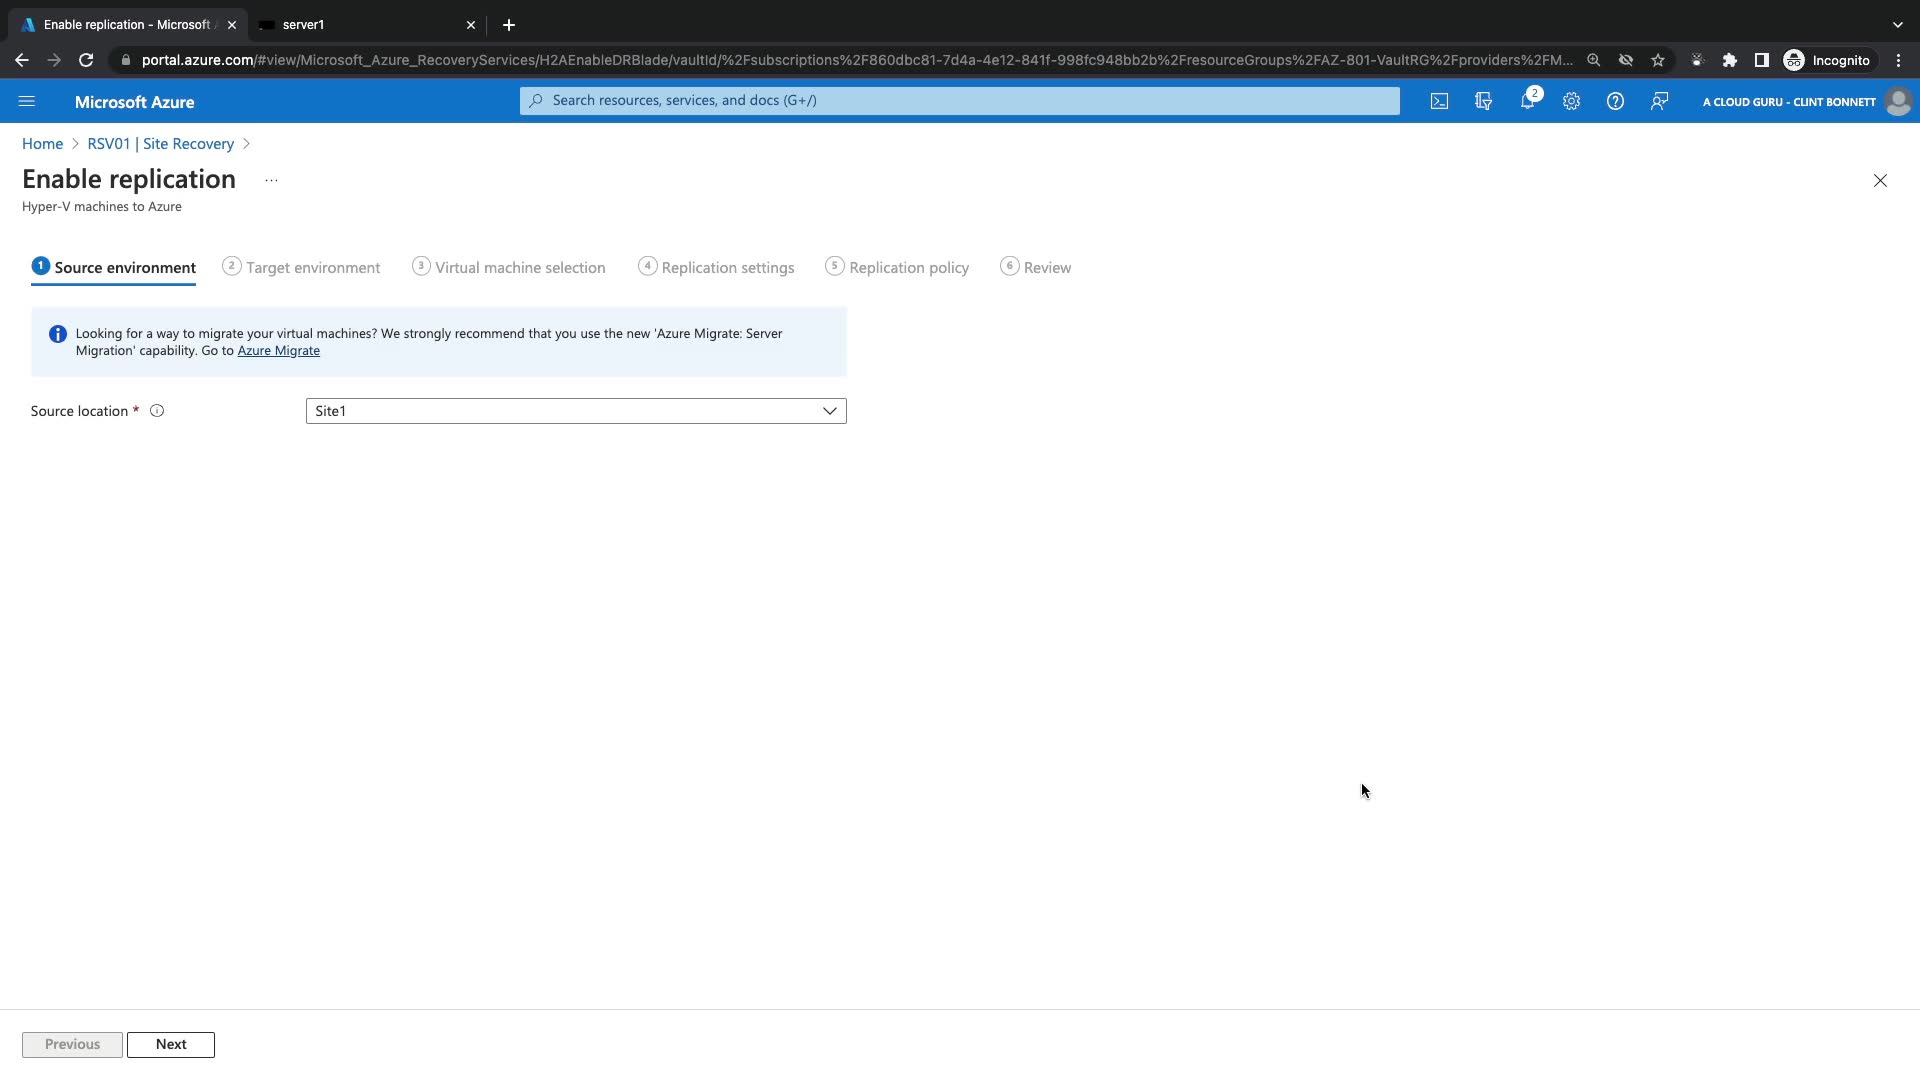 Enable replication - Microsoft
server1
portal.azure.com/#view/Microsoft_Azure_RecoveryServices/H2AEnableDRBlade/vaultId/%2Fsubscriptions%2F860dbc81-7d4a-4e12-841f-998fc948bb2b%2FresourceGroups%2FAZ-801-VaultRG%2Fproviders%2FM...
Incognito
Microsoft Azure
Search resources, services, and docs (G+/)
2
A CLOUD GURU - CLINT BONNETT
Home > RSV01 | Site Recovery >
Enable replication ...
Hyper-V machines to Azure
1 Source environment
2 Target environment
3 Virtual machine selection
4 Replication settings
5 Replication policy
6 Review
Looking for a way to migrate your virtual machines? We strongly recommend that you use the new 'Azure Migrate: Server
Migration' capability. Go to Azure Migrate
Source location *
Site1
Previous
Next